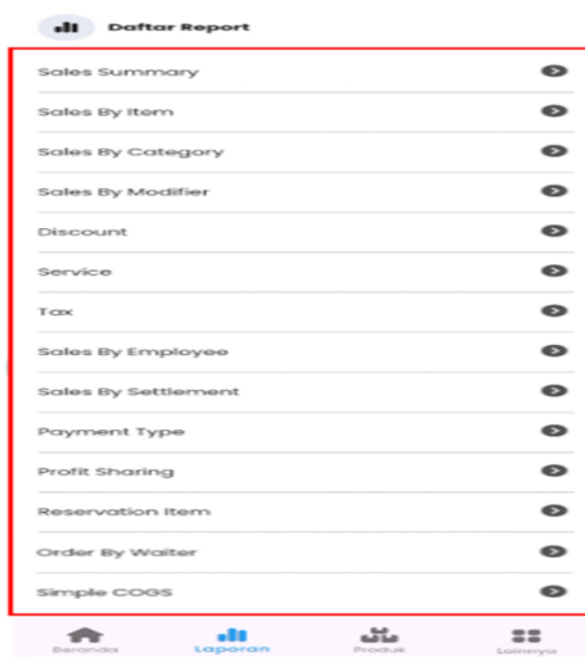 Daftar Report
Sales Summary
Sales By Item
Sales By Category
Sales By Modifier
Discount
Service
Tax
Sales By Employee
Sales By Settlement
Payment Type
Profit Sharing
Reservation Item
Order By Waiter
Simple COGS
Beranda Laporan Produk Lainnya